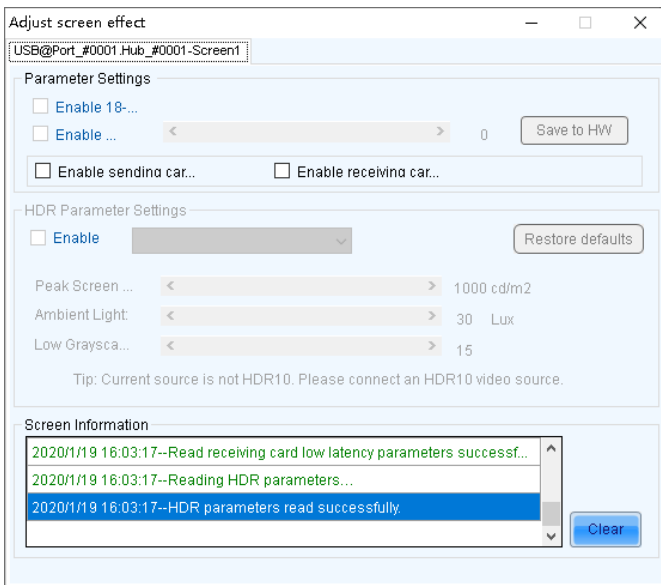 Adjust screen effect
USB@Port_#0001.Hub_#0001-Screen1
Parameter Settings
Enable 18-...
Enable ... 0 Save to HW
Enable sending car... Enable receiving car...
HDR Parameter Settings
Enable Restore defaults
Peak Screen ... 1000 cd/m2
Ambient Light: 30 Lux
Low Graysca... 15
Tip: Current source is not HDR10. Please connect an HDR10 video source.
Screen Information
2020/1/19 16:03:17--Read receiving card low latency parameters successf...
2020/1/19 16:03:17--Reading HDR parameters...
2020/1/19 16:03:17--HDR parameters read successfully.
Clear